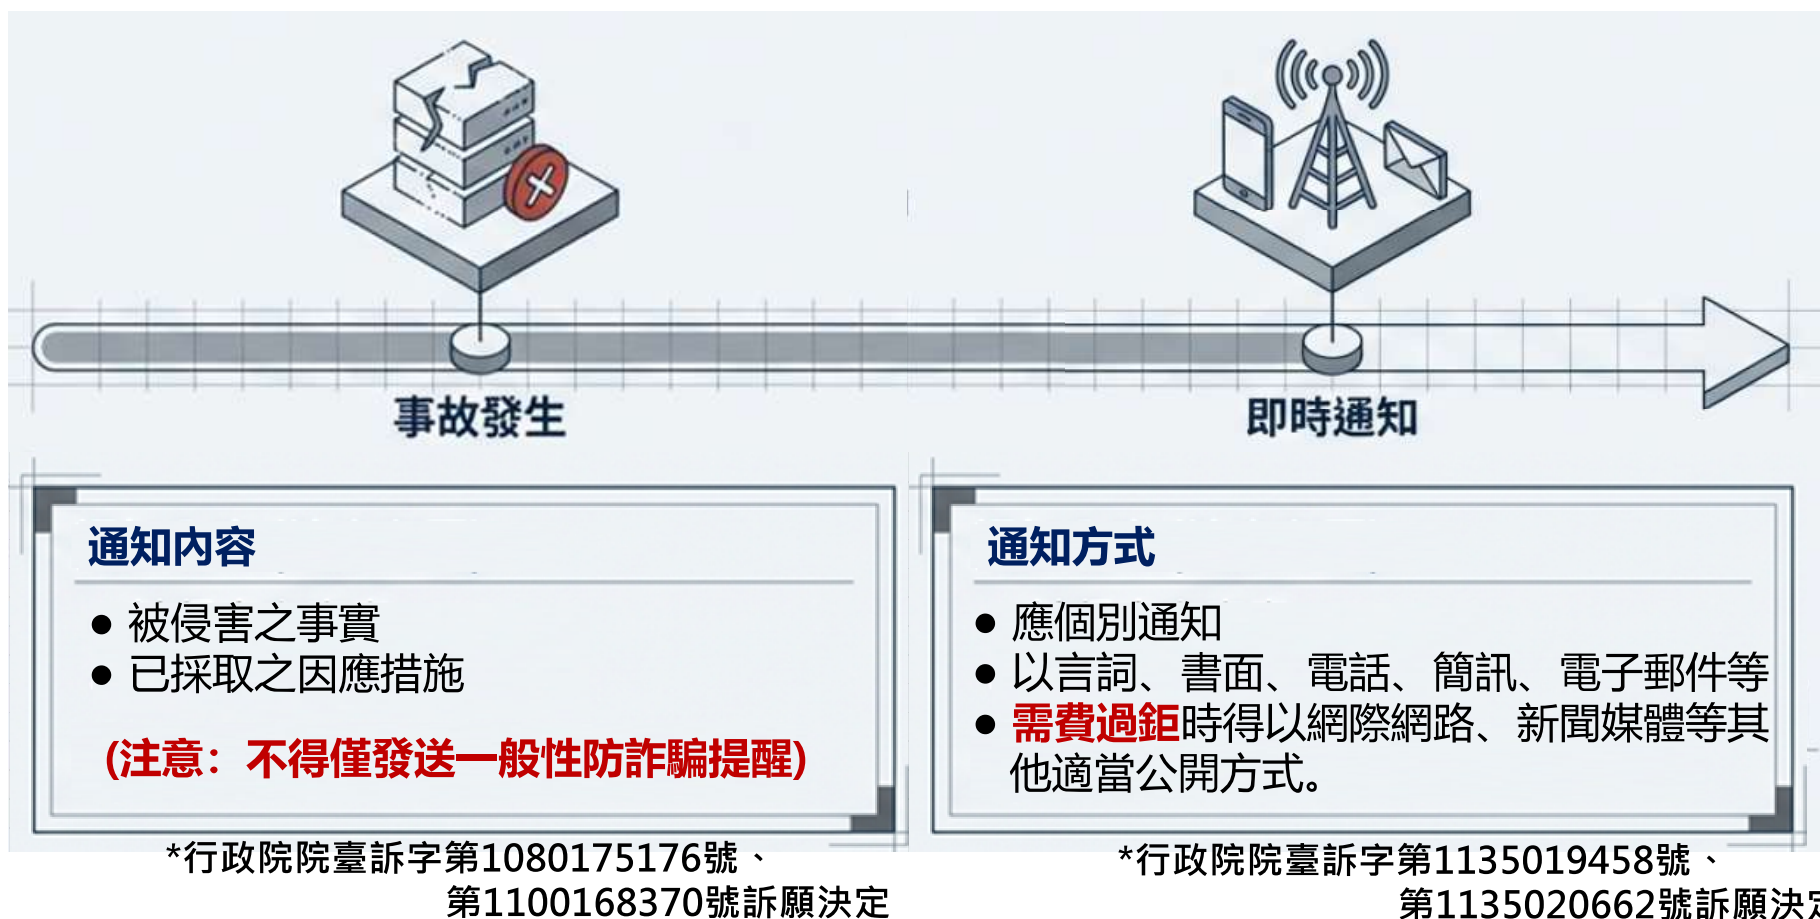 事故發生
即時通知
通知內容
● 被侵害之事實
● 已採取之因應措施
(注意：不得僅發送一般性防詐騙提醒)
*行政院院臺訴字第1080175176號、
第1100168370號訴願決定
通知方式
● 應個別通知
● 以言詞、書面、電話、簡訊、電子郵件等
● 需費過鉅時得以網際網路、新聞媒體等其
他適當公開方式。
*行政院院臺訴字第1135019458號、
第1135020662號訴願決定